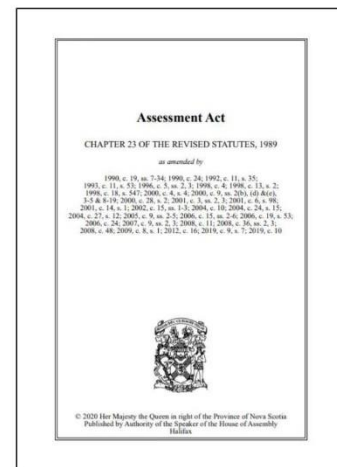 Assessment Act
CHAPTER 23 OF THE REVISED STATUTES, 1989
as amended by
1990, c. 19, ss. 7-34; 1990, c. 24; 1992, c. 11, s. 35;
1993, c. 11, s. 53; 1996, c. 5, ss. 2, 3; 1998, c. 4; 1998, c. 13, s. 2;
1998, c. 18, s. 547; 2000, c. 4, s. 4; 2000, c. 9, ss. 2(b), (d) &(e),
3-5 & 8-19; 2000, c. 28, s. 2; 2001, c. 3, ss. 2, 3; 2001, c. 6, s. 98;
2001, c. 14, s. 1; 2002, c. 15, ss. 1-3; 2004, c. 10; 2004, c. 24, s. 15;
2004, c. 27, s. 12; 2005, c. 9, ss. 2-5; 2006, c. 15, ss. 2-6; 2006, c. 19, s. 53;
2006, c. 24; 2007, c. 9, ss. 2, 3; 2008, c. 11; 2008, c. 36, ss. 2, 3;
2008, c. 48; 2009, c. 8, s. 1; 2012, c. 16; 2019, c. 9, s. 7; 2019, c. 10
© 2020 Her Majesty the Queen in right of the Province of Nova Scotia
Published by Authority of the Speaker of the House of Assembly
Halifax